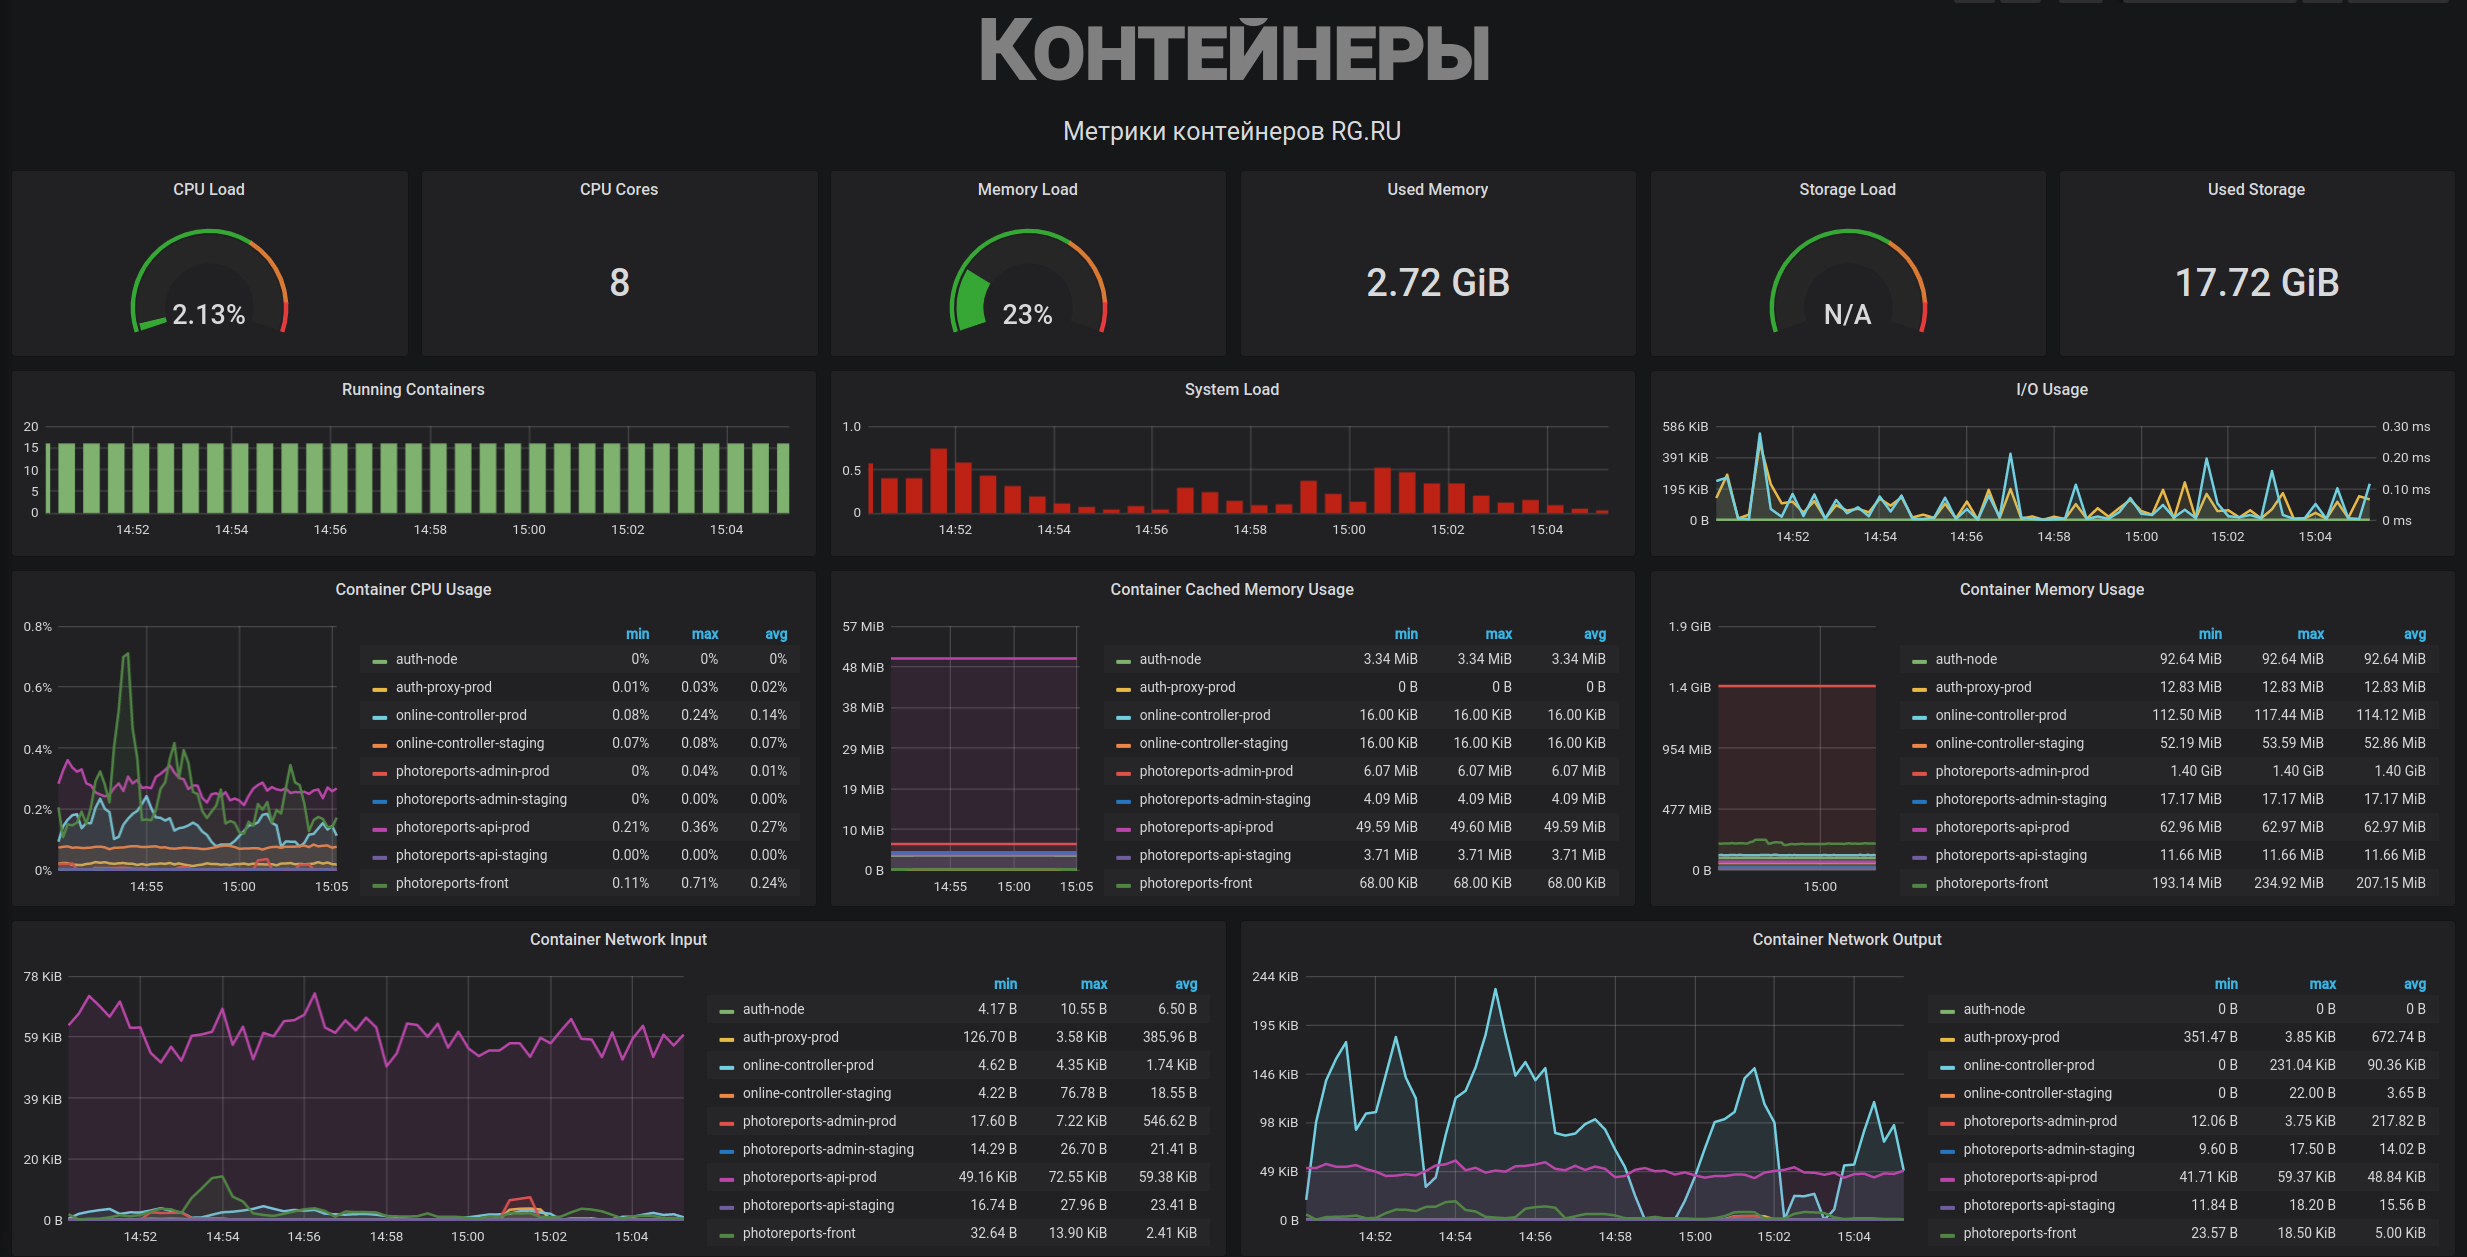 Контейнеры
Метрики контейнеров RG.RU
CPU Load
2.13%
CPU Cores
8
Memory Load
23%
Used Memory
2.72 GiB
Storage Load
N/A
Used Storage
17.72 GiB
Running Containers
20
15
10
5
0
14:52 14:54 14:56 14:58 15:00 15:02 15:04
System Load
1.0
0.5
0
14:52 14:54 14:56 14:58 15:00 15:02 15:04
I/O Usage
586 KiB 0.30 ms
391 KiB 0.20 ms
195 KiB 0.10 ms
0 B 0 ms
14:52 14:54 14:56 14:58 15:00 15:02 15:04
Container CPU Usage
0.8%
0.6%
0.4%
0.2%
0%
14:55 15:00 15:05
min max avg
auth-node 0% 0% 0%
auth-proxy-prod 0.01% 0.03% 0.02%
online-controller-prod 0.08% 0.24% 0.14%
online-controller-staging 0.07% 0.08% 0.07%
photoreports-admin-prod 0% 0.04% 0.01%
photoreports-admin-staging 0% 0.00% 0.00%
photoreports-api-prod 0.21% 0.36% 0.27%
photoreports-api-staging 0.00% 0.00% 0.00%
photoreports-front 0.11% 0.71% 0.24%
Container Cached Memory Usage
57 MiB
48 MiB
38 MiB
29 MiB
19 MiB
10 MiB
0 B
14:55 15:00 15:05
min max avg
auth-node 3.34 MiB 3.34 MiB 3.34 MiB
auth-proxy-prod 0 B 0 B 0 B
online-controller-prod 16.00 KiB 16.00 KiB 16.00 KiB
online-controller-staging 16.00 KiB 16.00 KiB 16.00 KiB
photoreports-admin-prod 6.07 MiB 6.07 MiB 6.07 MiB
photoreports-admin-staging 4.09 MiB 4.09 MiB 4.09 MiB
photoreports-api-prod 49.59 MiB 49.60 MiB 49.59 MiB
photoreports-api-staging 3.71 MiB 3.71 MiB 3.71 MiB
photoreports-front 68.00 KiB 68.00 KiB 68.00 KiB
Container Memory Usage
1.9 GiB
1.4 GiB
954 MiB
477 MiB
0 B
15:00
min max avg
auth-node 92.64 MiB 92.64 MiB 92.64 MiB
auth-proxy-prod 12.83 MiB 12.83 MiB 12.83 MiB
online-controller-prod 112.50 MiB 117.44 MiB 114.12 MiB
online-controller-staging 52.19 MiB 53.59 MiB 52.86 MiB
photoreports-admin-prod 1.40 GiB 1.40 GiB 1.40 GiB
photoreports-admin-staging 17.17 MiB 17.17 MiB 17.17 MiB
photoreports-api-prod 62.96 MiB 62.97 MiB 62.97 MiB
photoreports-api-staging 11.66 MiB 11.66 MiB 11.66 MiB
photoreports-front 193.14 MiB 234.92 MiB 207.15 MiB
Container Network Input
78 KiB
59 KiB
39 KiB
20 KiB
0 B
14:52 14:54 14:56 14:58 15:00 15:02 15:04
min max avg
auth-node 4.17 B 10.55 B 6.50 B
auth-proxy-prod 126.70 B 3.58 KiB 385.96 B
online-controller-prod 4.62 B 4.35 KiB 1.74 KiB
online-controller-staging 4.22 B 76.78 B 18.55 B
photoreports-admin-prod 17.60 B 7.22 KiB 546.62 B
photoreports-admin-staging 14.29 B 26.70 B 21.41 B
photoreports-api-prod 49.16 KiB 72.55 KiB 59.38 KiB
photoreports-api-staging 16.74 B 27.96 B 23.41 B
photoreports-front 32.64 B 13.90 KiB 2.41 KiB
Container Network Output
244 KiB
195 KiB
146 KiB
98 KiB
49 KiB
0 B
14:52 14:54 14:56 14:58 15:00 15:02 15:04
min max avg
auth-node 0 B 0 B 0 B
auth-proxy-prod 351.47 B 3.85 KiB 672.74 B
online-controller-prod 0 B 231.04 KiB 90.36 KiB
online-controller-staging 0 B 22.00 B 3.65 B
photoreports-admin-prod 12.06 B 3.75 KiB 217.82 B
photoreports-admin-staging 9.60 B 17.50 B 14.02 B
photoreports-api-prod 41.71 KiB 59.37 KiB 48.84 KiB
photoreports-api-staging 11.84 B 18.20 B 15.56 B
photoreports-front 23.57 B 18.50 KiB 5.00 KiB